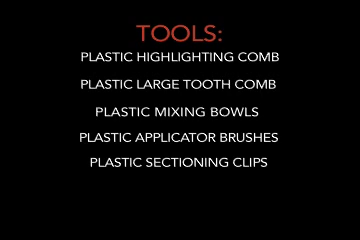 TOOLS:
PLASTIC HIGHLIGHTING COMB
PLASTIC LARGE TOOTH COMB
PLASTIC MIXING BOWLS
PLASTIC APPLICATOR BRUSHES
PLASTIC SECTIONING CLIPS